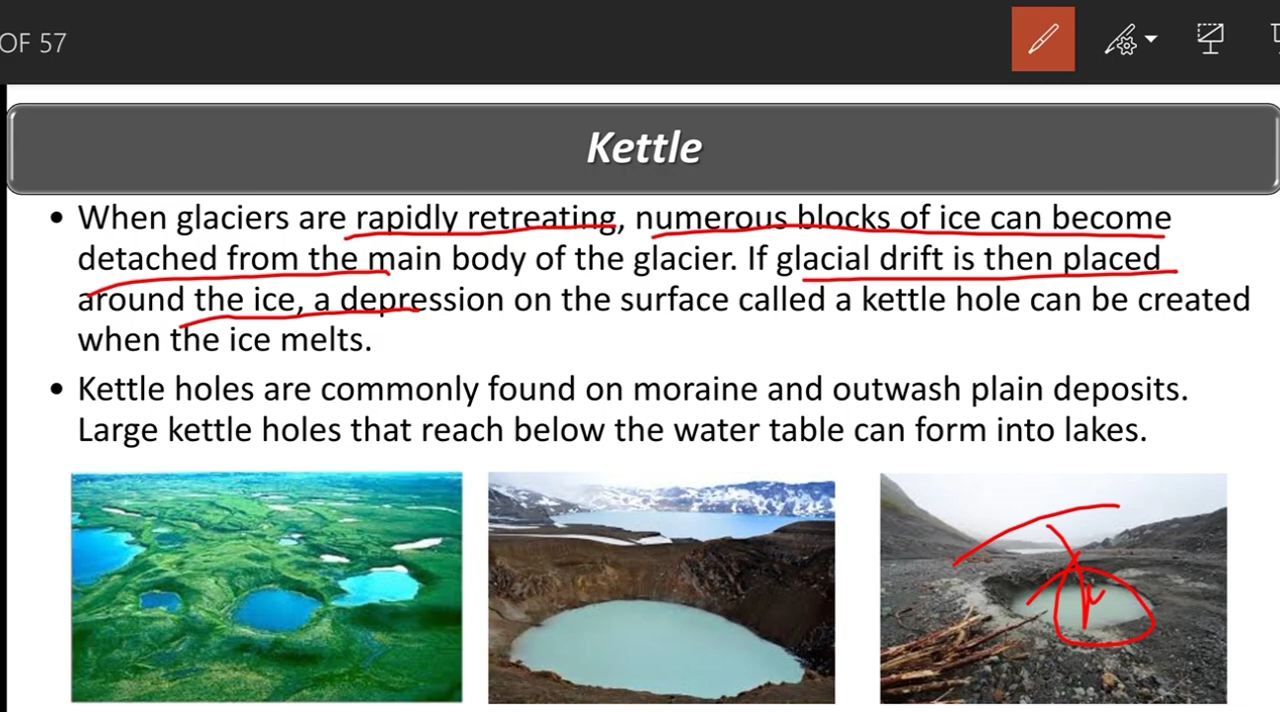 OF 57
Kettle
• When glaciers are rapidly retreating, numerous blocks of ice can become
detached from the main body of the glacier. If glacial drift is then placed
around the ice, a depression on the surface called a kettle hole can be created
when the ice melts.
• Kettle holes are commonly found on moraine and outwash plain deposits.
Large kettle holes that reach below the water table can form into lakes.